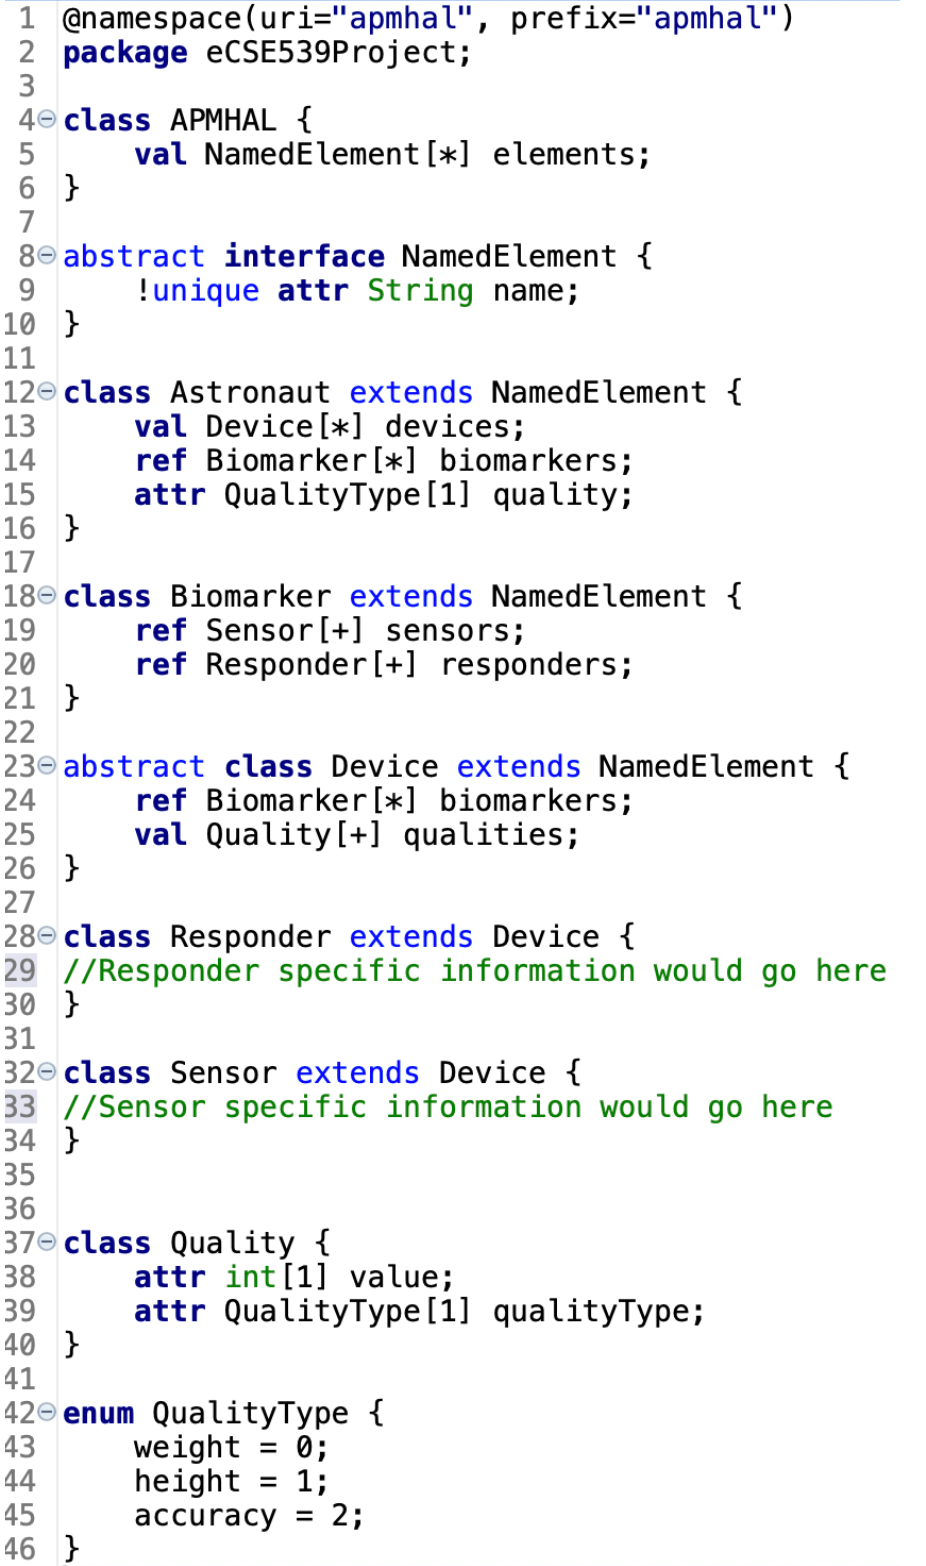 1 @namespace(uri="apmhal", prefix="apmhal")
2 package eCSE539Project;
3
4 class APMHAL {
5     val NamedElement[*] elements;
6 }
7
8 abstract interface NamedElement {
9     !unique attr String name;
10 }
11
12 class Astronaut extends NamedElement {
13     val Device[*] devices;
14     ref Biomarker[*] biomarkers;
15     attr QualityType[1] quality;
16 }
17
18 class Biomarker extends NamedElement {
19     ref Sensor[+] sensors;
20     ref Responder[+] responders;
21 }
22
23 abstract class Device extends NamedElement {
24     ref Biomarker[*] biomarkers;
25     val Quality[+] qualities;
26 }
27
28 class Responder extends Device {
29 //Responder specific information would go here
30 }
31
32 class Sensor extends Device {
33 //Sensor specific information would go here
34 }
35
36
37 class Quality {
38     attr int[1] value;
39     attr QualityType[1] qualityType;
40 }
41
42 enum QualityType {
43     weight = 0;
44     height = 1;
45     accuracy = 2;
46 }